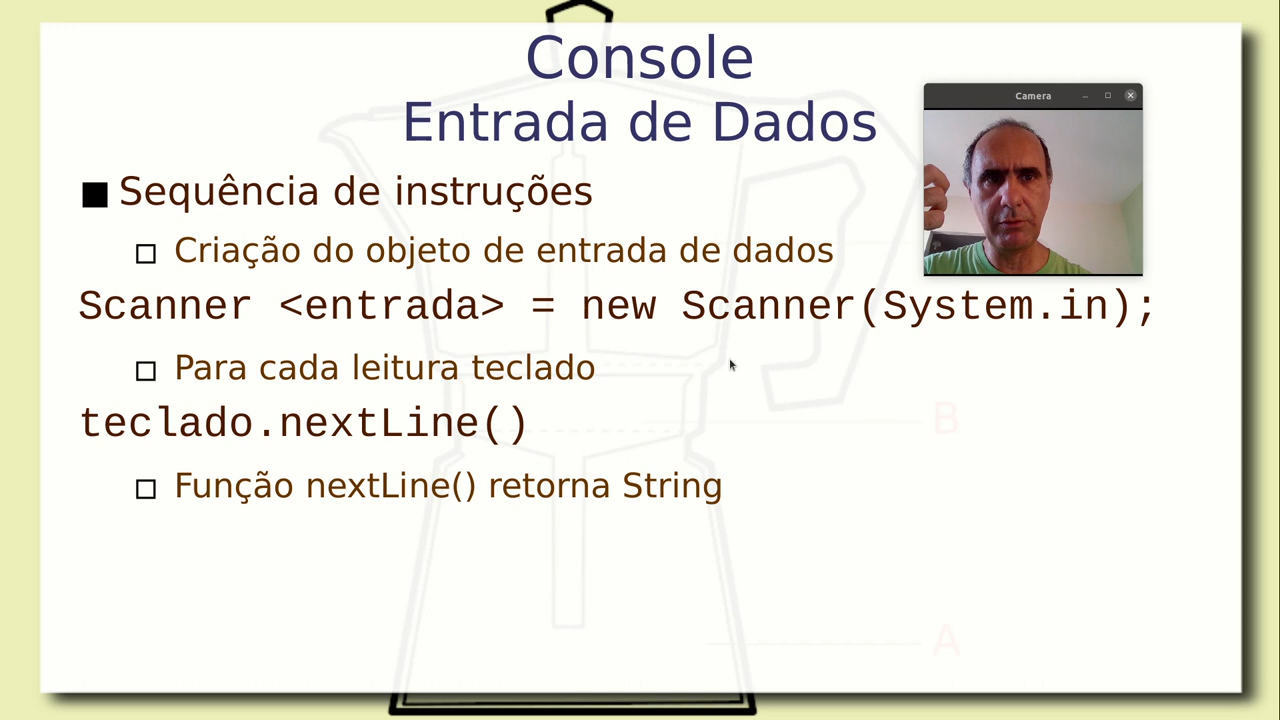 Console
Entrada de Dados
Camera
Sequência de instruções
Criação do objeto de entrada de dados
Scanner <entrada> = new Scanner(System.in);
Para cada leitura teclado
teclado.nextLine()
B
Função nextLine() retorna String
A